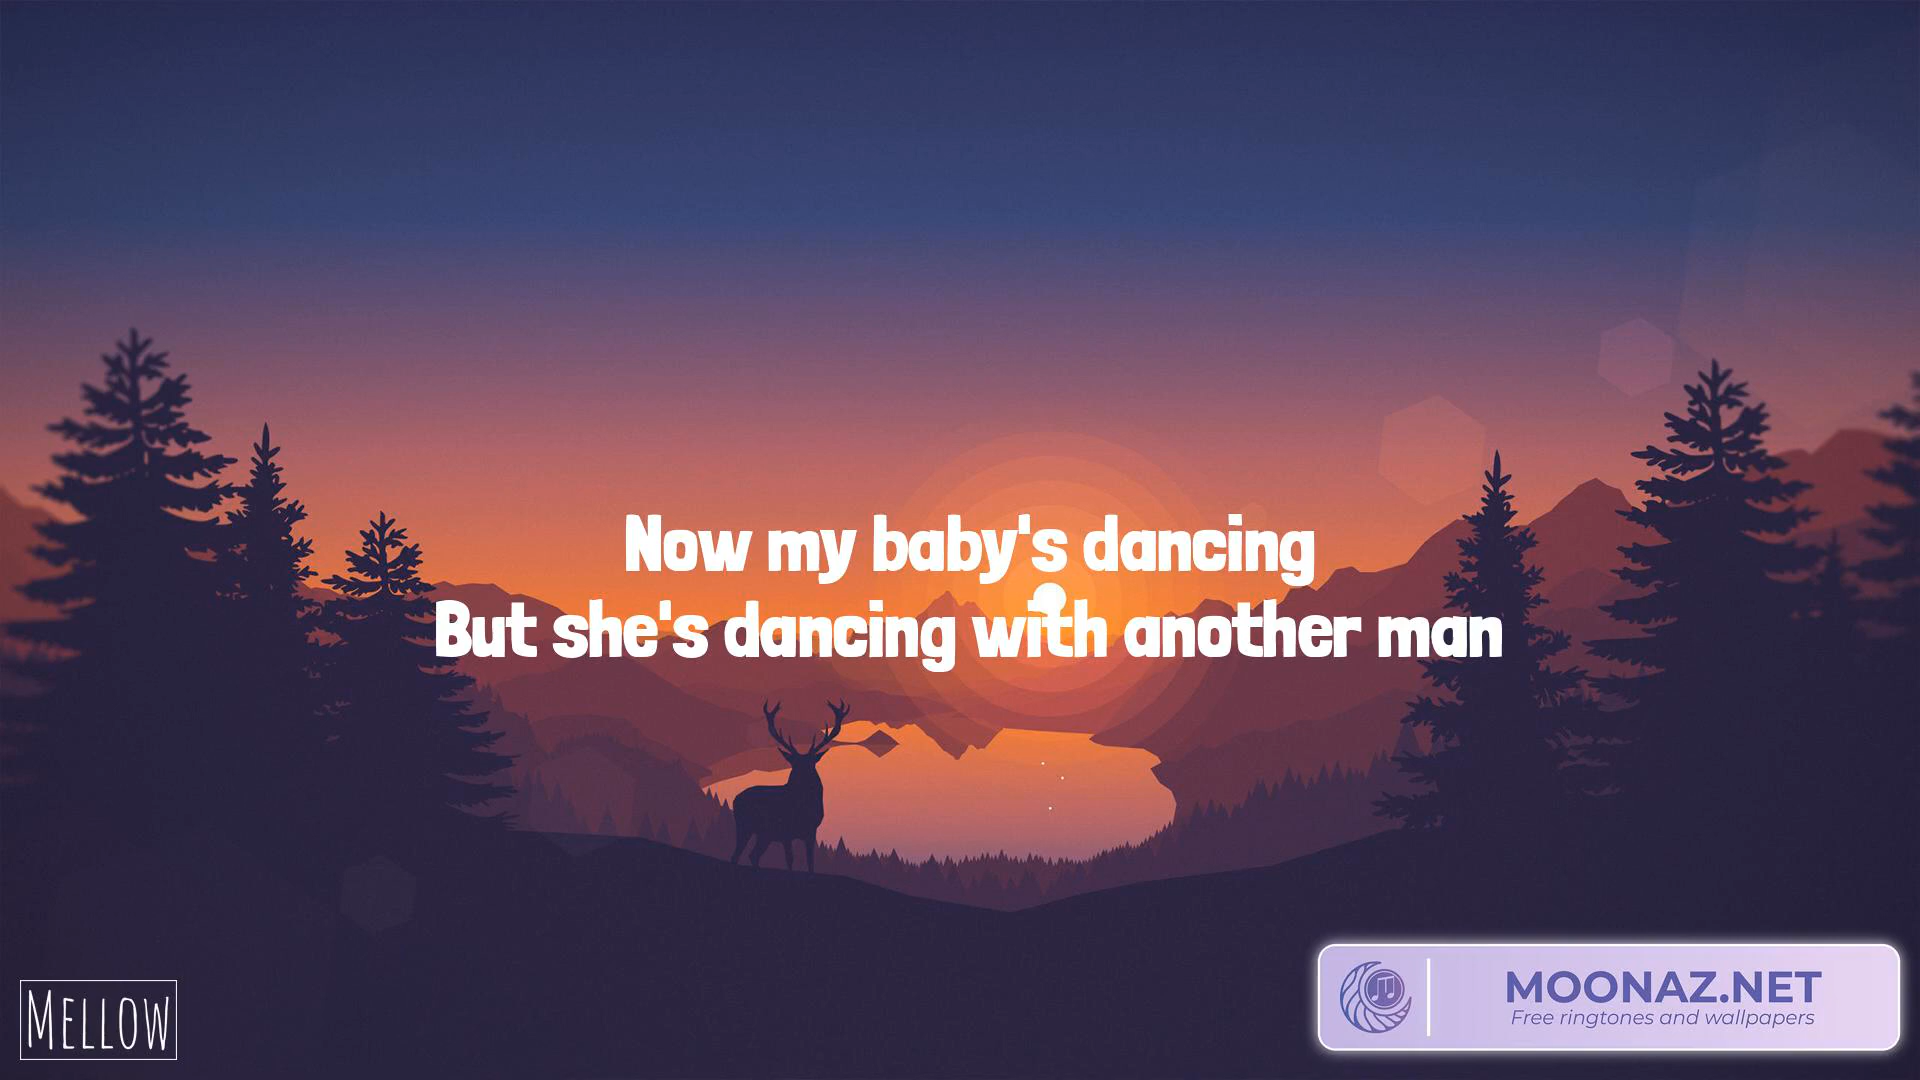 Now my baby's dancing
But she's dancing with another man
MELLOW
MOONAZ.NET
Free ringtones and wallpapers